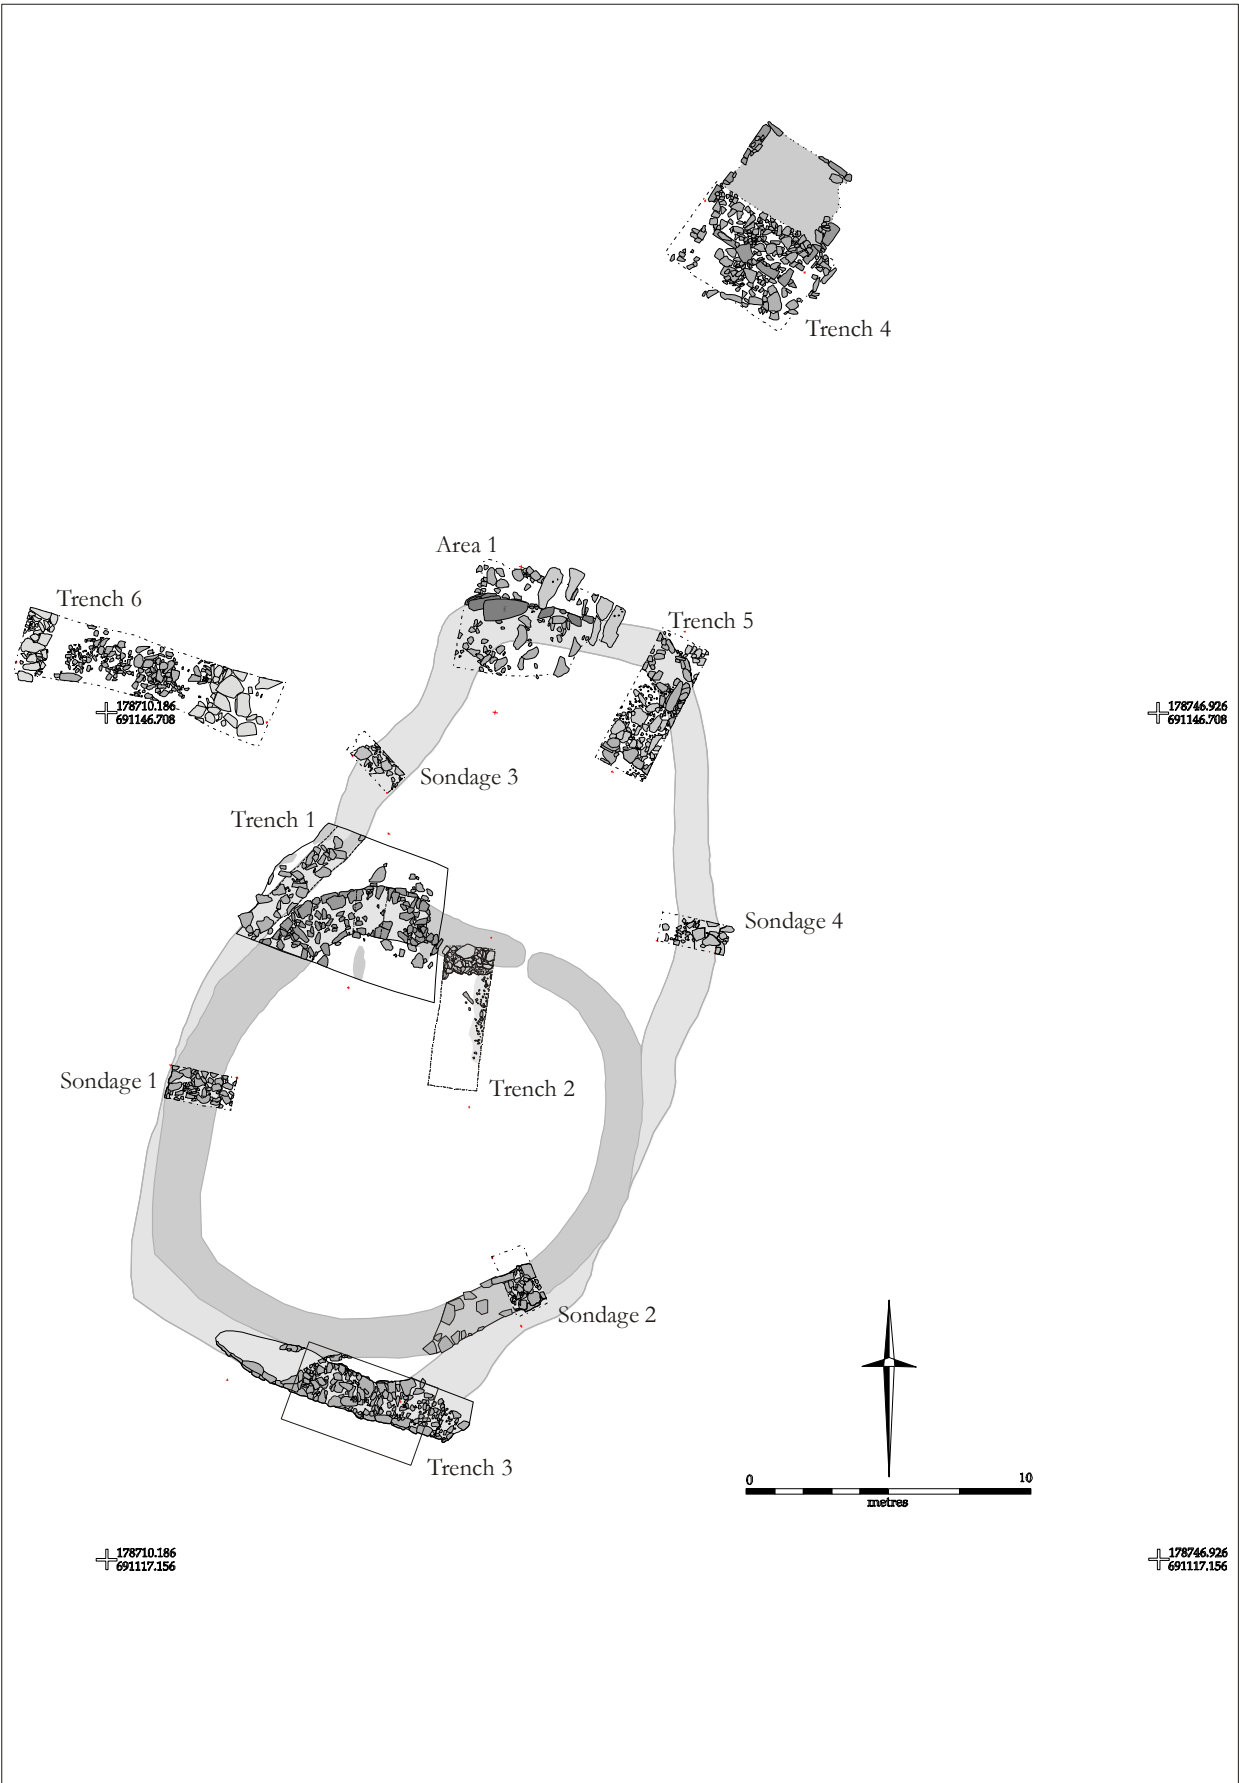 Trench 4
Area 1
Trench 6
Trench 5
178710.186
691146.708
178746.926
691146.708
Sondage 3
Trench 1
Sondage 4
Sondage 1
Trench 2
Sondage 2
Trench 3
0 10
metres
178710.186
691117.156
178746.926
691117.156